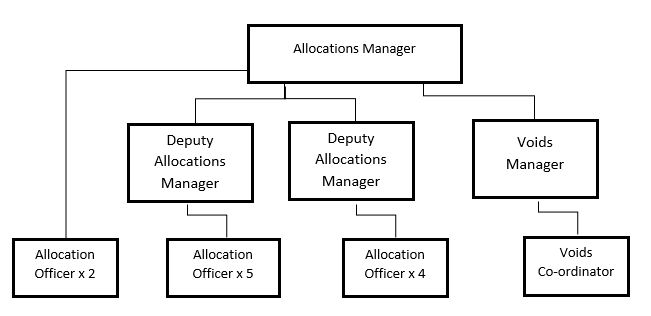 Allocations Manager
Deputy
Allocations
Manager
Deputy
Allocations
Manager
Voids
Manager
Allocation
Officer x 2
Allocation
Officer x 5
Allocation
Officer x 4
Voids
Co-ordinator